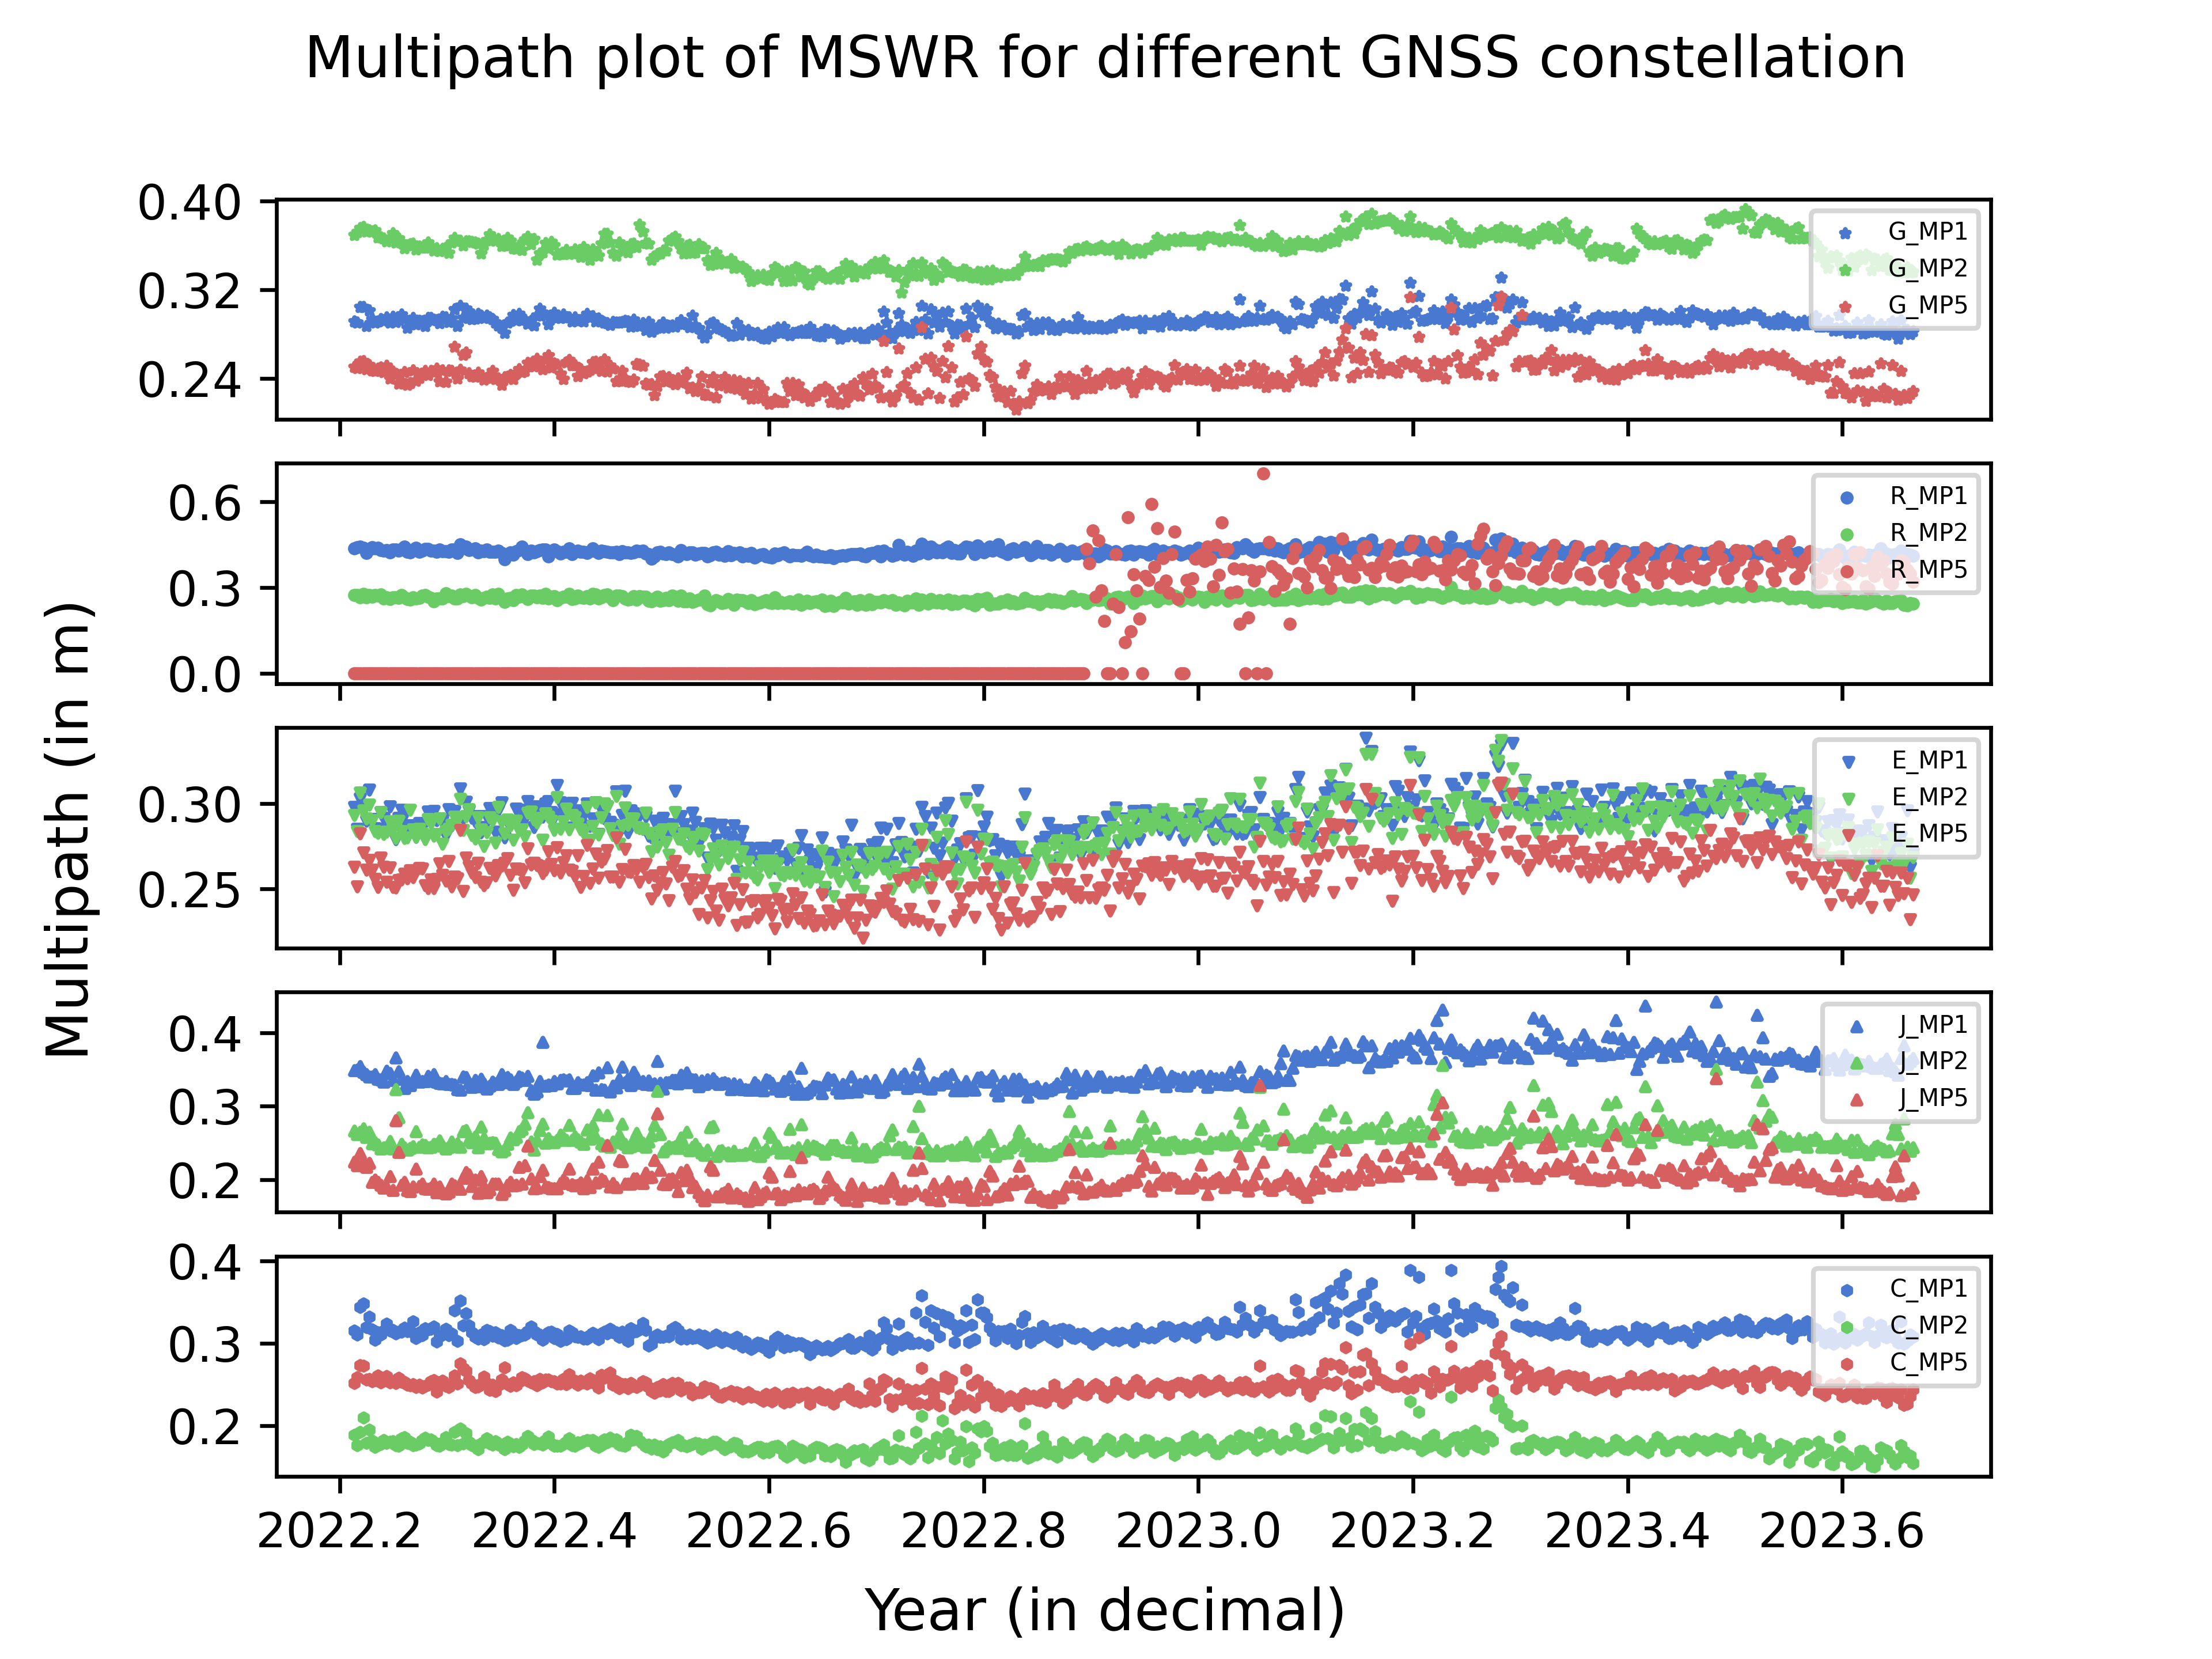 Multipath plot of MSWR for different GNSS constellation
Multipath (in m)
0.40
0.32
0.24
G_MP1
G_MP2
G_MP5
0.6
0.3
0.0
R_MP1
R_MP2
R_MP5
0.30
0.25
E_MP1
E_MP2
E_MP5
0.4
0.3
0.2
J_MP1
J_MP2
J_MP5
0.4
0.3
0.2
C_MP1
C_MP2
C_MP5
2022.2 2022.4 2022.6 2022.8 2023.0 2023.2 2023.4 2023.6
Year (in decimal)